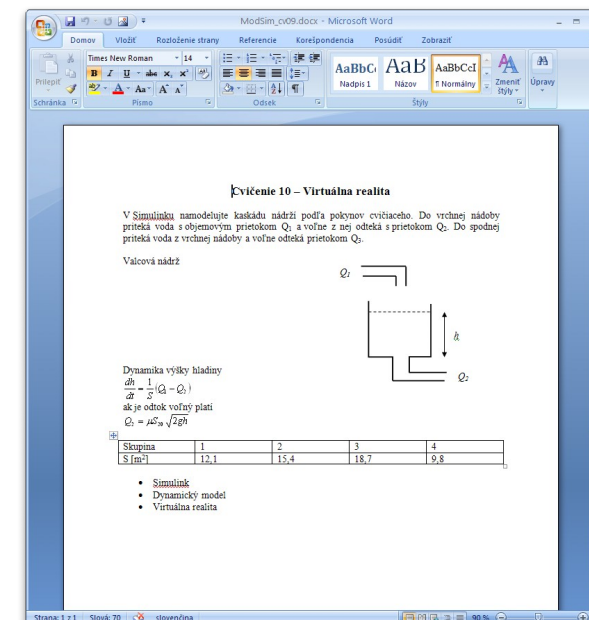 ModSim_cv09.docx - Microsoft Word
Domov Vložiť Rozloženie strany Referencie Korešpondencia Posúdiť Zobraziť
Prilepiť
Times New Roman 14
AaBbCc AaB AaBbCcI
Nadpis 1 Názov ¶ Normálny
Zmeniť štýly
Úpravy
Schránka Písmo Odsek Štýly
Cvičenie 10 – Virtuálna realita
V Simulinku namodelujte kaskádu nádrží podľa pokynov cvičiaceho. Do vrchnej nádoby
priteká voda s objemovým prietokom Q₁ a voľne z nej odteká s prietokom Q₂. Do spodnej
priteká voda z vrchnej nádoby a voľne odteká prietokom Q₃.
Valcová nádrž
Q₁
h
Q₂
Dynamika výšky hladiny
dh/dt = 1/S (Q₁ − Q₂)
ak je odtok voľný platí
Q₂ = μS₂₀ √2gh
Skupina 1 2 3 4
S [m²] 12,1 15,4 18,7 9,8
• Simulink
• Dynamický model
• Virtuálna realita
Strana: 1 z 1 Slová: 70 slovenčina 90 %